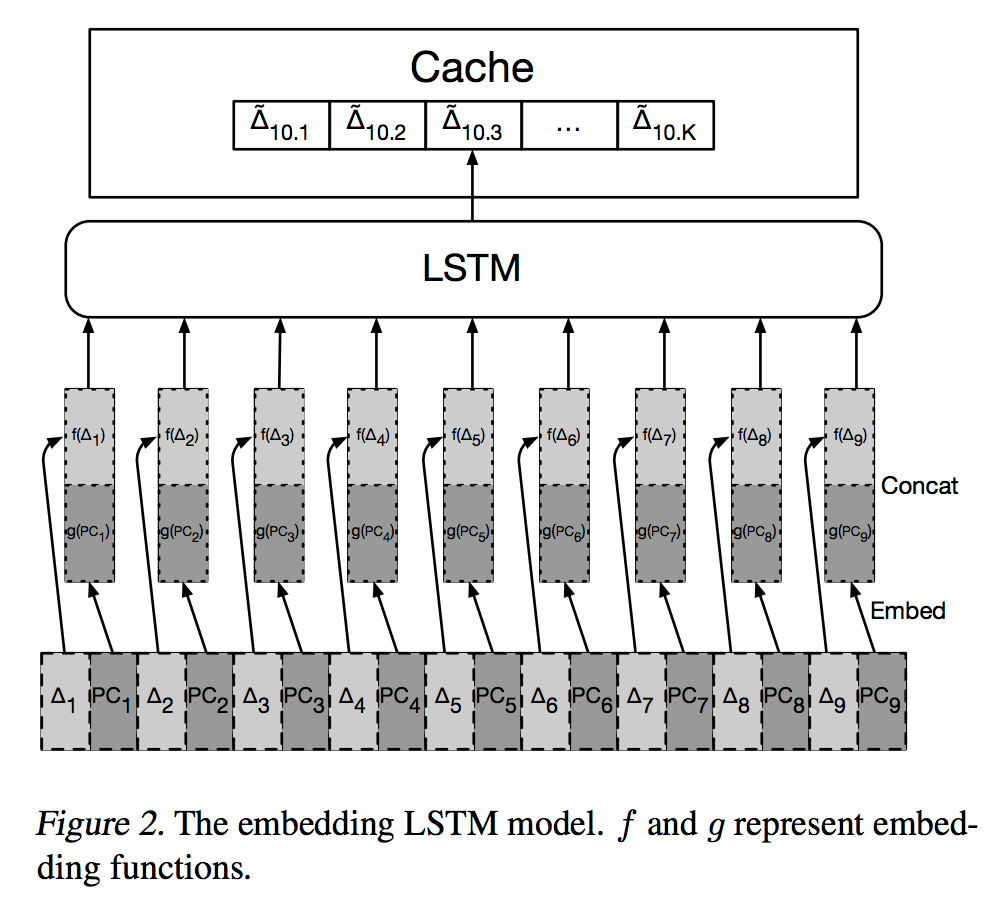 Cache
Δ̃10.1 Δ̃10.2 Δ̃10.3 ... Δ̃10.K
LSTM
f(Δ1) f(Δ2) f(Δ3) f(Δ4) f(Δ5) f(Δ6) f(Δ7) f(Δ8) f(Δ9)
Concat
g(PC1) g(PC2) g(PC3) g(PC4) g(PC5) g(PC6) g(PC7) g(PC8) g(PC9)
Embed
Δ1 PC1 Δ2 PC2 Δ3 PC3 Δ4 PC4 Δ5 PC5 Δ6 PC6 Δ7 PC7 Δ8 PC8 Δ9 PC9
Figure 2. The embedding LSTM model. f and g represent embed-
ding functions.